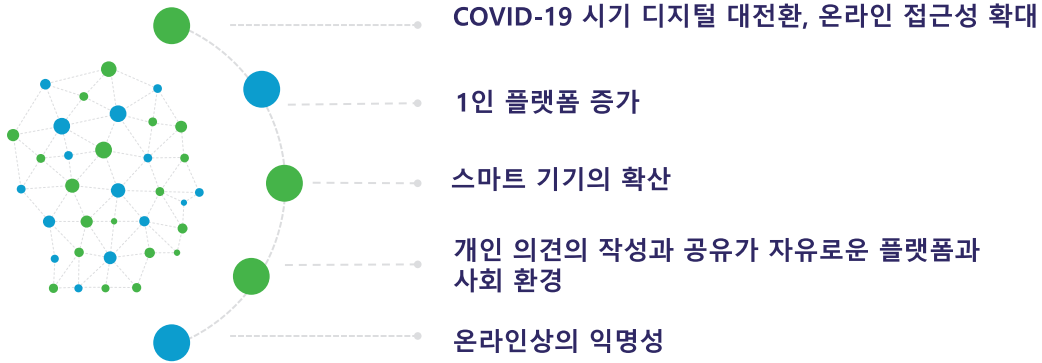 COVID-19 시기 디지털 대전환, 온라인 접근성 확대
1인 플랫폼 증가
스마트 기기의 확산
개인 의견의 작성과 공유가 자유로운 플랫폼과
사회 환경
온라인상의 익명성